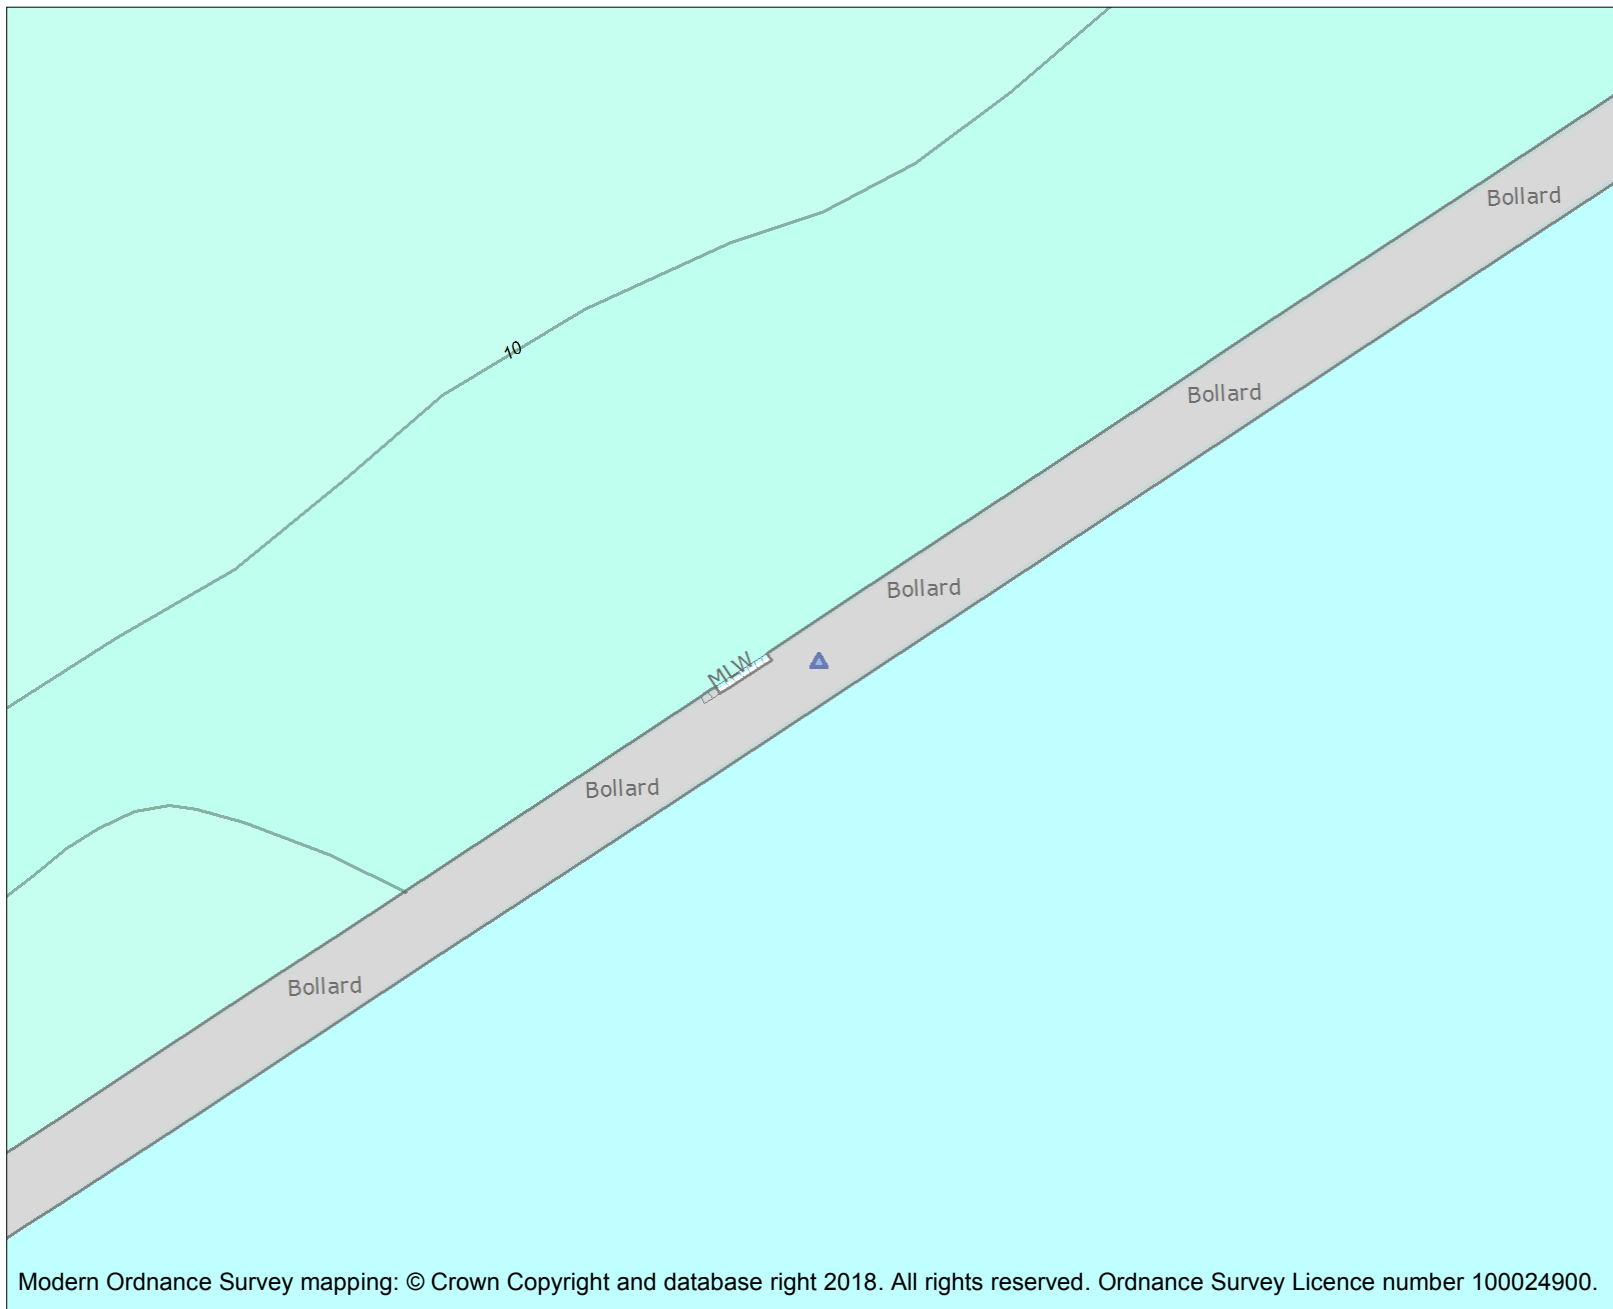 Bollard
10
Bollard
Bollard
MLW
Bollard
Bollard
Modern Ordnance Survey mapping: © Crown Copyright and database right 2018. All rights reserved. Ordnance Survey Licence number 100024900.